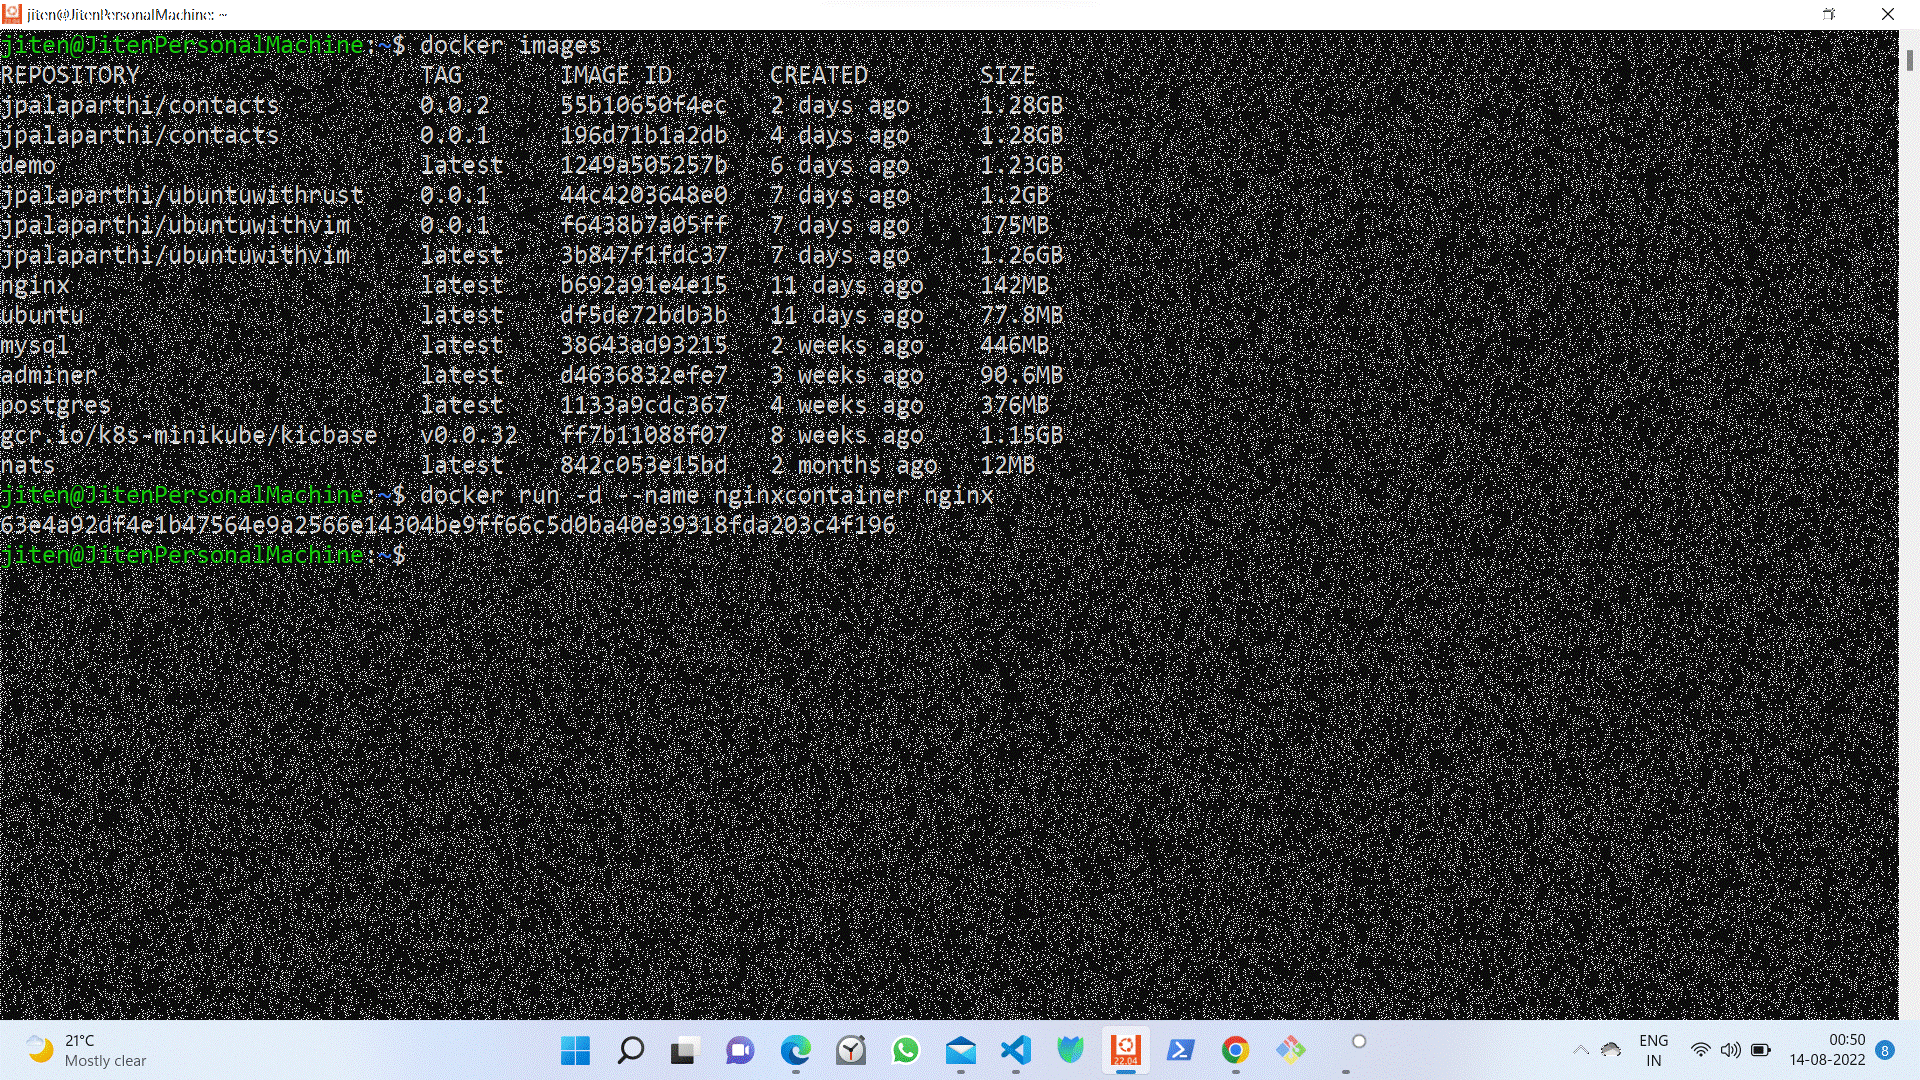 jiten@JitenPersonalMachine: ~
jiten@JitenPersonalMachine:~$ docker images
REPOSITORY TAG IMAGE ID CREATED SIZE
jpalaparthi/contacts 0.0.2 55b10650f4ec 2 days ago 1.28GB
jpalaparthi/contacts 0.0.1 196d71b1a2db 4 days ago 1.28GB
demo latest 1249a505257b 6 days ago 1.23GB
jpalaparthi/ubuntuwithrust 0.0.1 44c4203648e0 7 days ago 1.2GB
jpalaparthi/ubuntuwithvim 0.0.1 f6438b7a05ff 7 days ago 175MB
jpalaparthi/ubuntuwithvim latest 3b847f1fdc37 7 days ago 1.26GB
nginx latest b692a91e4e15 11 days ago 142MB
ubuntu latest df5de72bdb3b 11 days ago 77.8MB
mysql latest 38643ad93215 2 weeks ago 446MB
adminer latest d4636832efe7 3 weeks ago 90.6MB
postgres latest 1133a9cdc367 4 weeks ago 376MB
gcr.io/k8s-minikube/kicbase v0.0.32 ff7b11088f07 8 weeks ago 1.15GB
nats latest 842c053e15bd 2 months ago 12MB
jiten@JitenPersonalMachine:~$ docker run -d --name nginxcontainer nginx
63e4a92df4e1b47564e9a2566e14304be9ff66c5d0ba40e39318fda203c4f196
jiten@JitenPersonalMachine:~$
21°C
Mostly clear
22.04
ENG
IN
00:50
14-08-2022
8